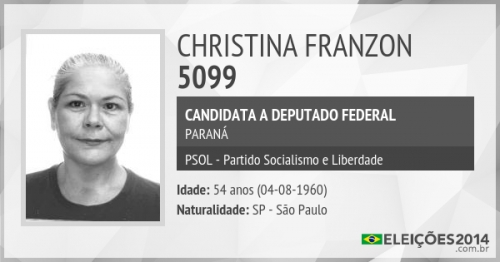 CHRISTINA FRANZON
5099
CANDIDATA A DEPUTADO FEDERAL
PARANÁ
PSOL - Partido Socialismo e Liberdade
Idade: 54 anos (04-08-1960)
Naturalidade: SP - São Paulo
ELEIÇÕES2014
.com.br